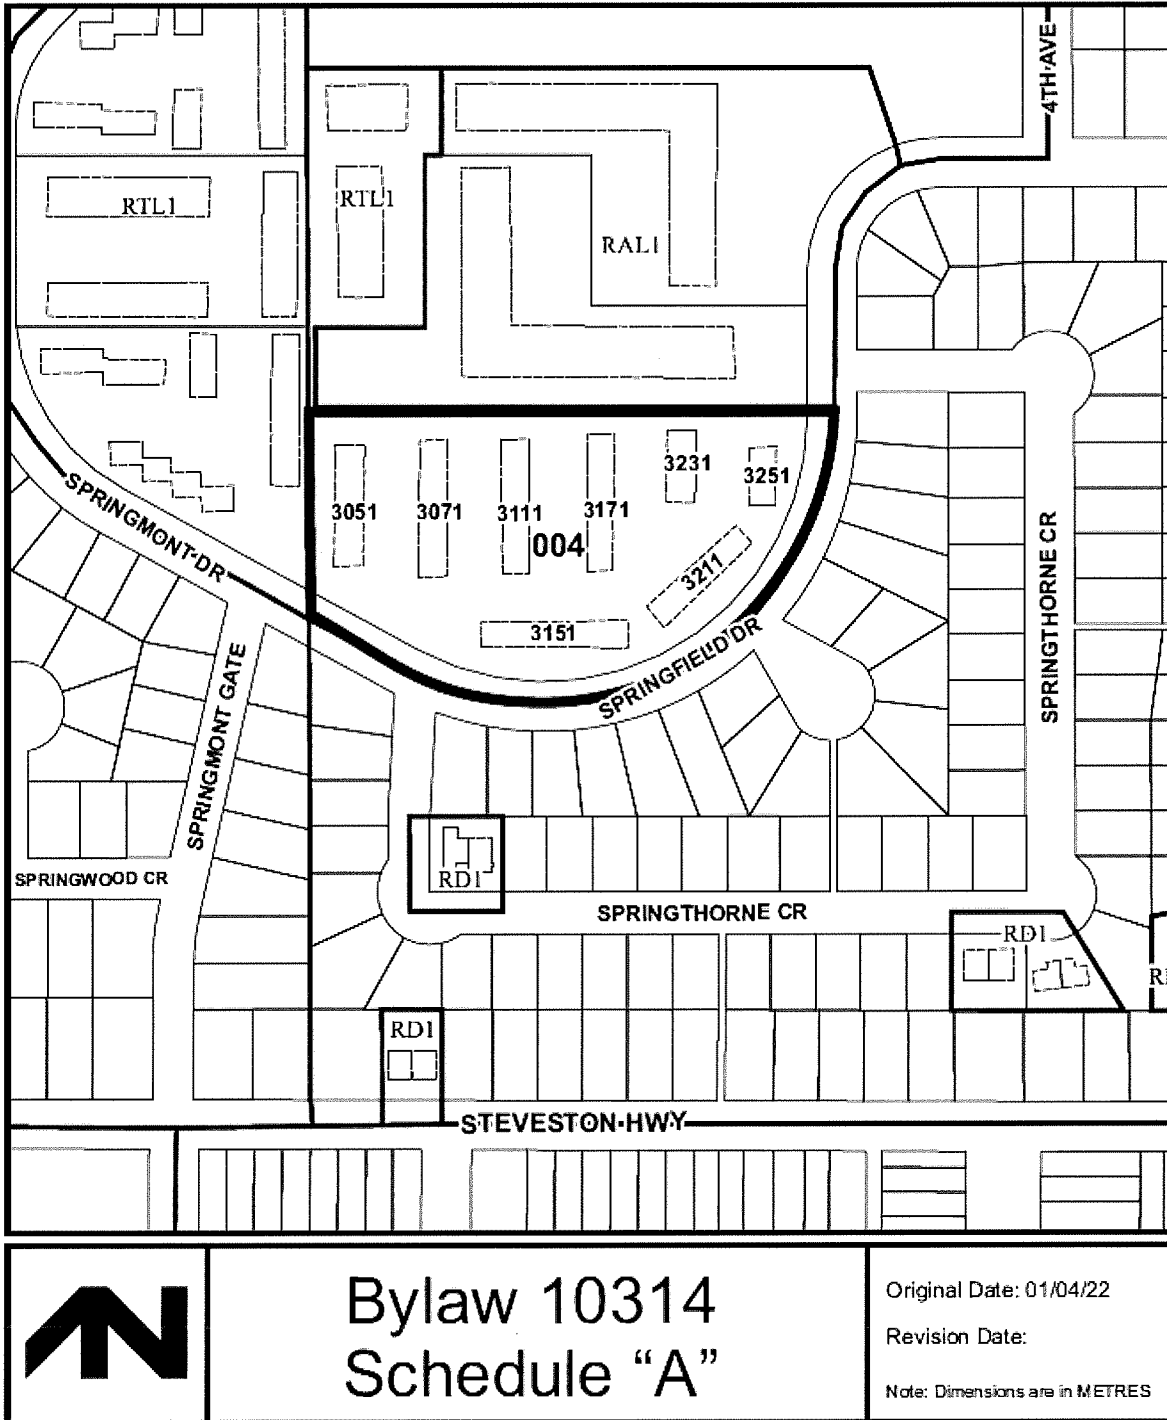 4TH AVE
RTL1
RTL1
RAL1
3231
3251
3051
3071
3111
3171
004
3211
3151
SPRINGMONT DR
SPRINGFIELD DR
SPRINGTHORNE CR
SPRINGMONT GATE
SPRINGWOOD CR
RD1
SPRINGTHORNE CR
RD1
RD1
STEVESTON HWY
N
Bylaw 10314
Schedule “A”
Original Date: 01/04/22
Revision Date:
Note: Dimensions are in METRES